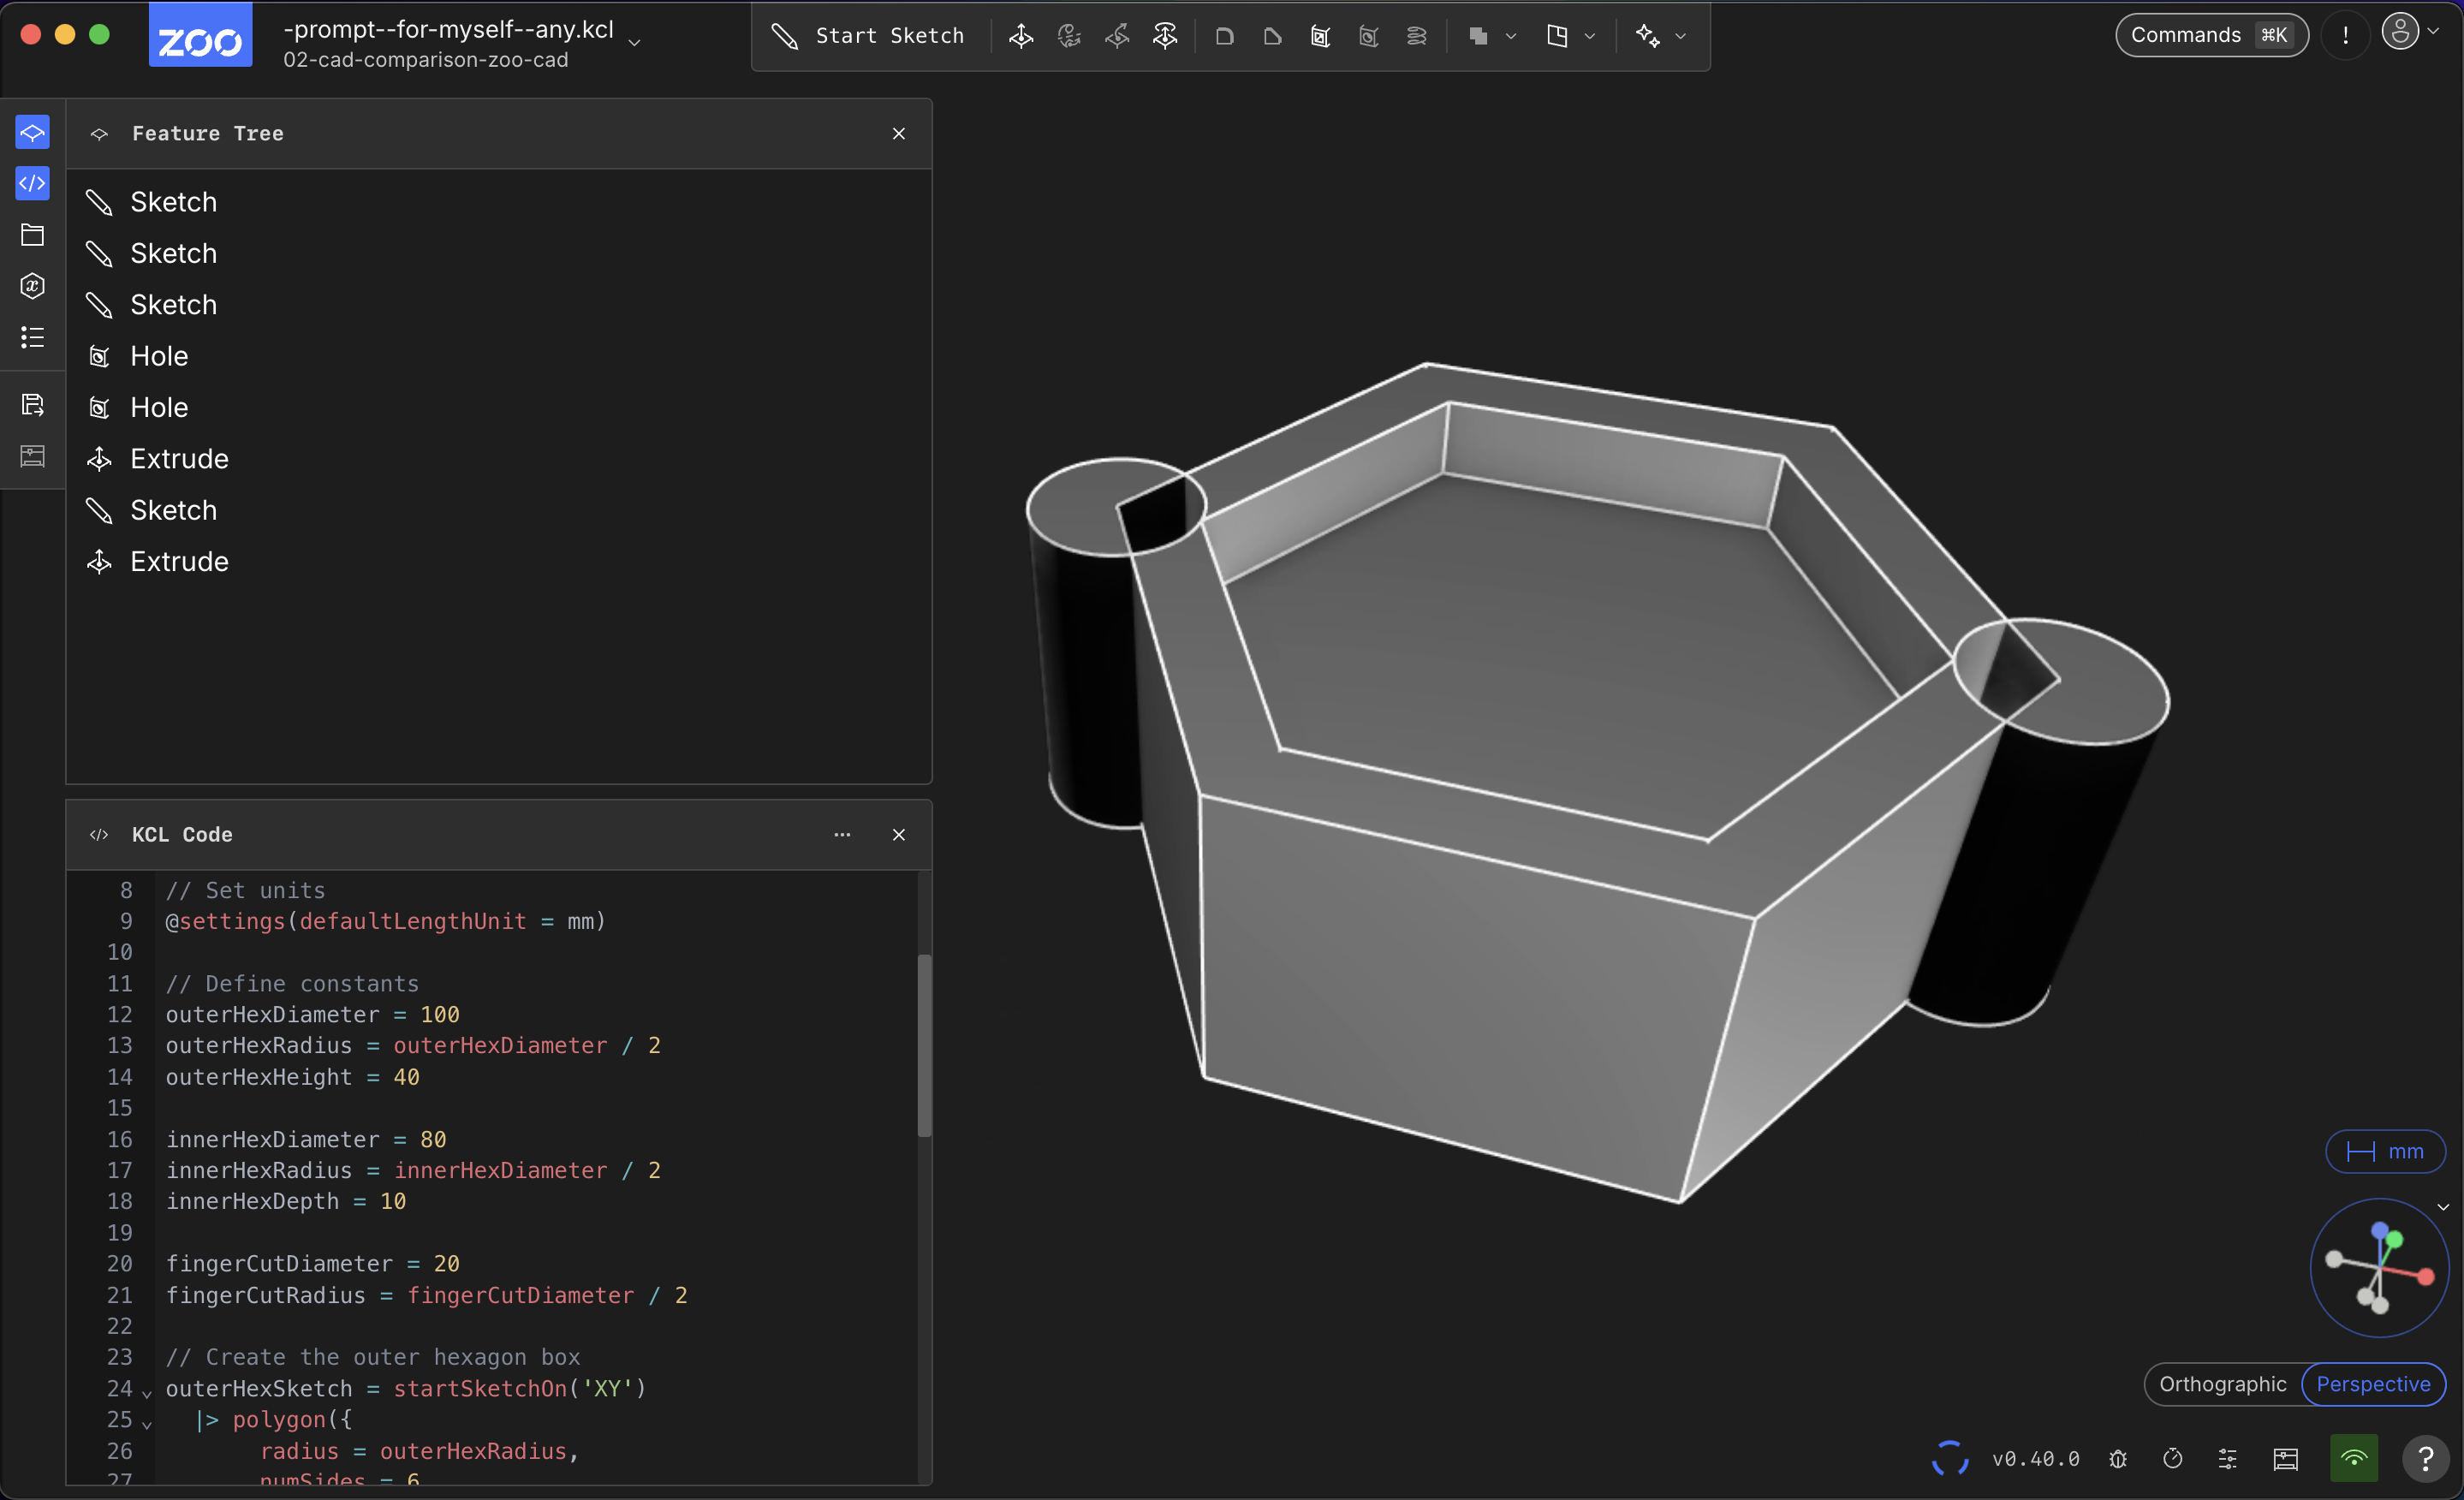 ZOO
-prompt--for-myself--any.kcl
02-cad-comparison-zoo-cad
Start Sketch
Commands ⌘K
!
Feature Tree
Sketch
Sketch
Sketch
Hole
Hole
Extrude
Sketch
Extrude
KCL Code
8 // Set units
9 @settings(defaultLengthUnit = mm)
10
11 // Define constants
12 outerHexDiameter = 100
13 outerHexRadius = outerHexDiameter / 2
14 outerHexHeight = 40
15
16 innerHexDiameter = 80
17 innerHexRadius = innerHexDiameter / 2
18 innerHexDepth = 10
19
20 fingerCutDiameter = 20
21 fingerCutRadius = fingerCutDiameter / 2
22
23 // Create the outer hexagon box
24 outerHexSketch = startSketchOn('XY')
25 |> polygon({
26 radius = outerHexRadius,
27 numSides = 6
mm
Orthographic Perspective
v0.40.0
?